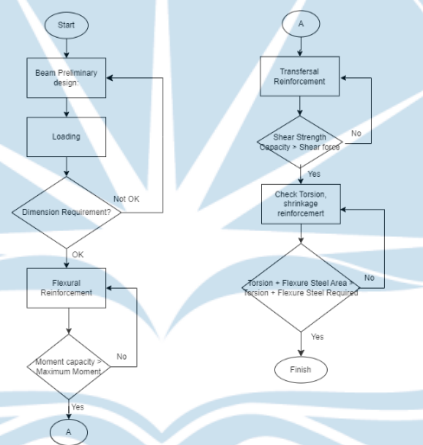 Start
Beam Preliminary
design
Loading
Dimension Requirement?
Not OK
OK
Flexural
Reinforcement
Moment capacity >
Maximum Moment
No
Yes
A
A
Transfersal
Reinforcement
Shear Strength
Capacity > Shear force
No
Yes
Check Torsion,
shrinkage
reinforcement
Torsion + Flexure Steel Area >
Torsion + Flexure Steel Required
No
Yes
Finish